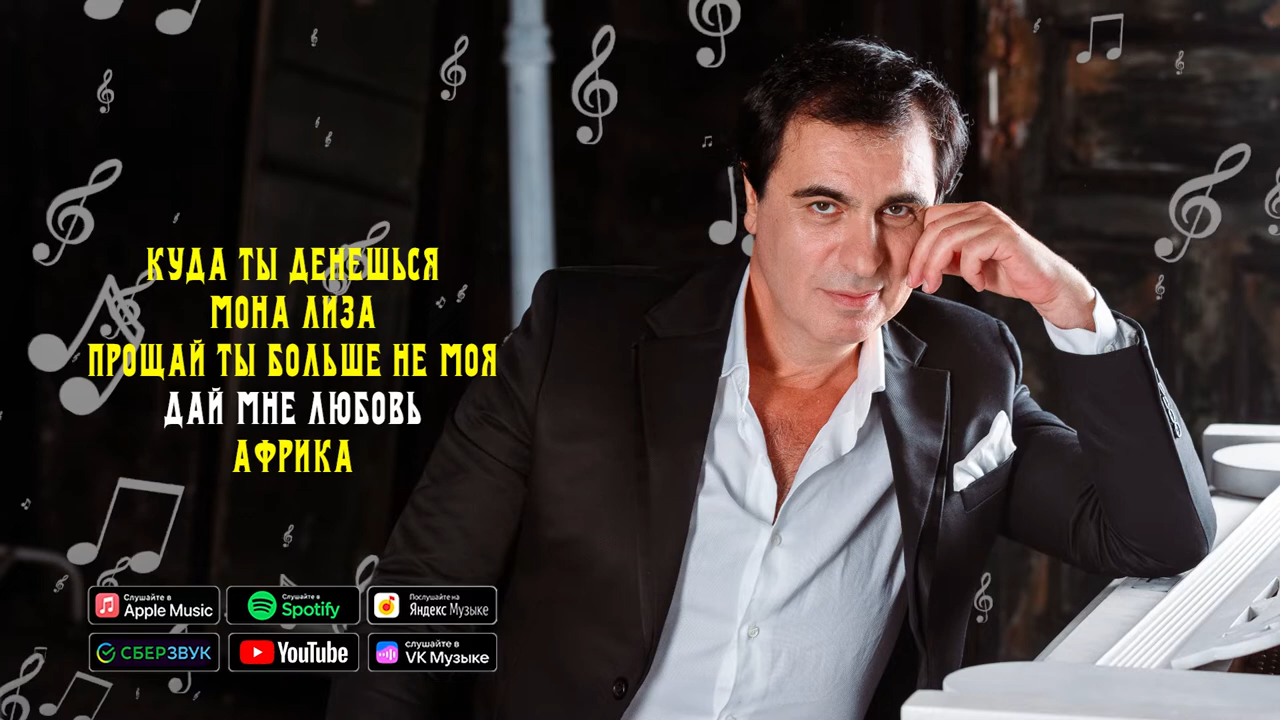 КУДА ТЫ ДЕНЕШЬСЯ
МОНА ЛИЗА
ПРОЩАЙ ТЫ БОЛЬШЕ НЕ МОЯ
ДАЙ МНЕ ЛЮБОВЬ
АФРИКА
Слушайте в
Apple Music
Слушайте в
Spotify
Послушайте на
Яндекс Музыке
СБЕРЗВУК
YouTube
слушайте в
VK Музыке